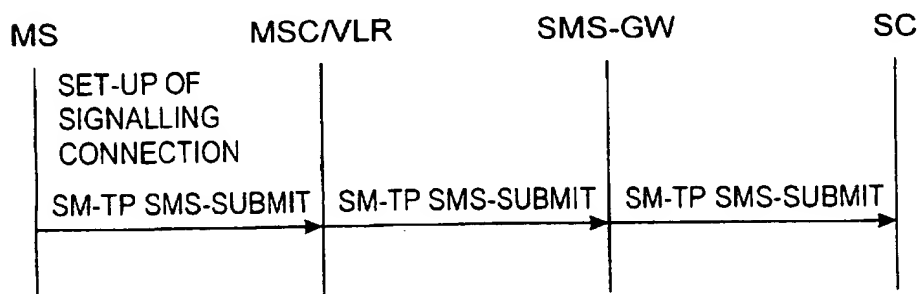 MS MSC/VLR SMS-GW SC
SET-UP OF
SIGNALLING
CONNECTION
SM-TP SMS-SUBMIT SM-TP SMS-SUBMIT SM-TP SMS-SUBMIT